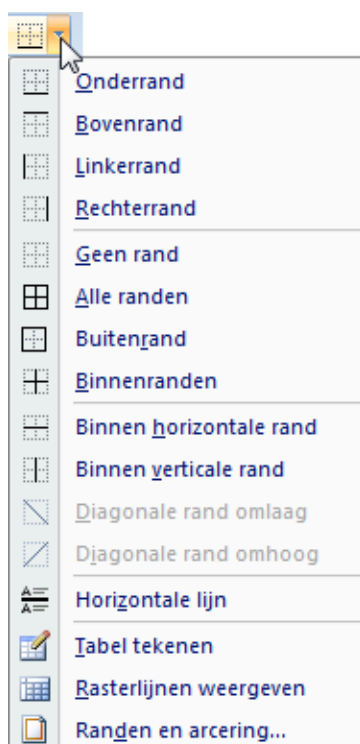 Onderrand
Bovenrand
Linkerrand
Rechterrand
Geen rand
Alle randen
Buitenrand
Binnenranden
Binnen horizontale rand
Binnen verticale rand
Diagonale rand omlaag
Diagonale rand omhoog
Horizontale lijn
Tabel tekenen
Rasterlijnen weergeven
Randen en arcering...